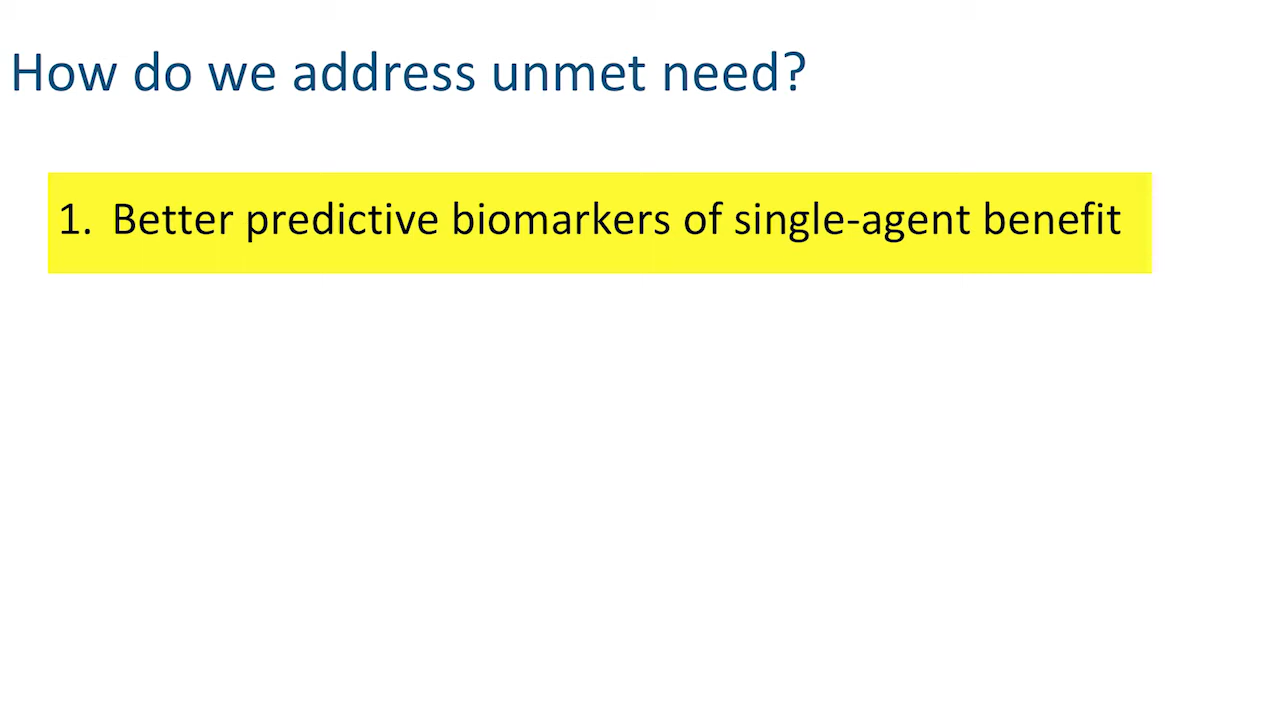 How do we address unmet need?
1. Better predictive biomarkers of single-agent benefit